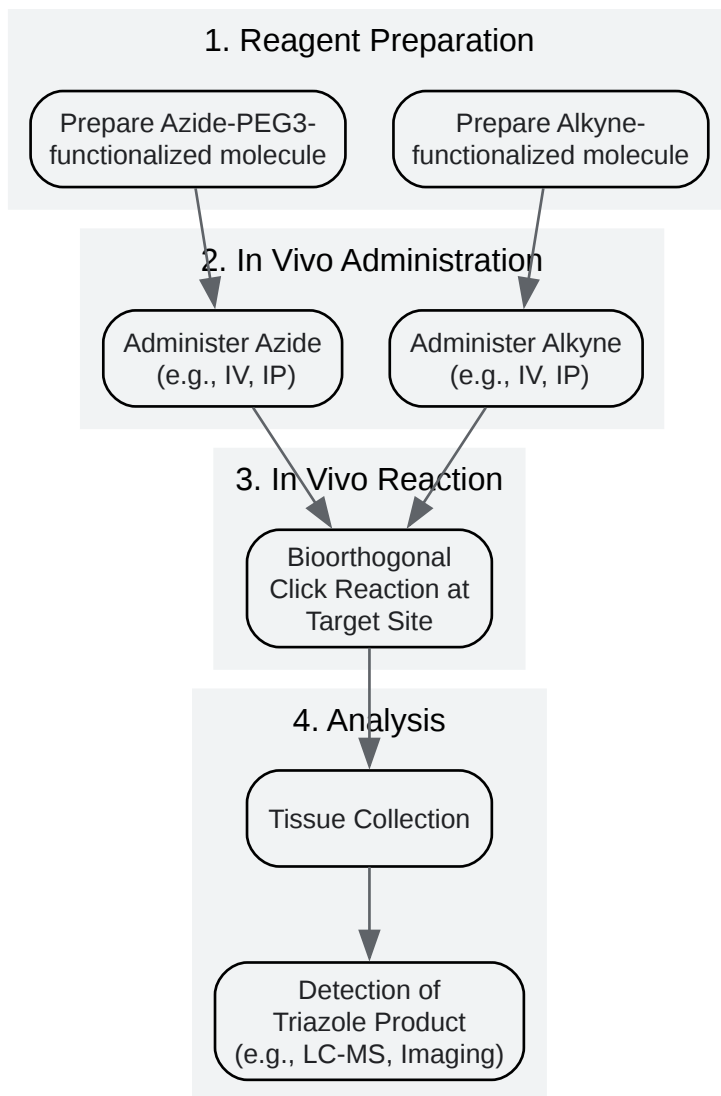 1. Reagent Preparation
Prepare Azide-PEG3-
functionalized molecule
Prepare Alkyne-
functionalized molecule
2. In Vivo Administration
Administer Azide
(e.g., IV, IP)
Administer Alkyne
(e.g., IV, IP)
3. In Vivo Reaction
Bioorthogonal
Click Reaction at
Target Site
4. Analysis
Tissue Collection
Detection of
Triazole Product
(e.g., LC-MS, Imaging)